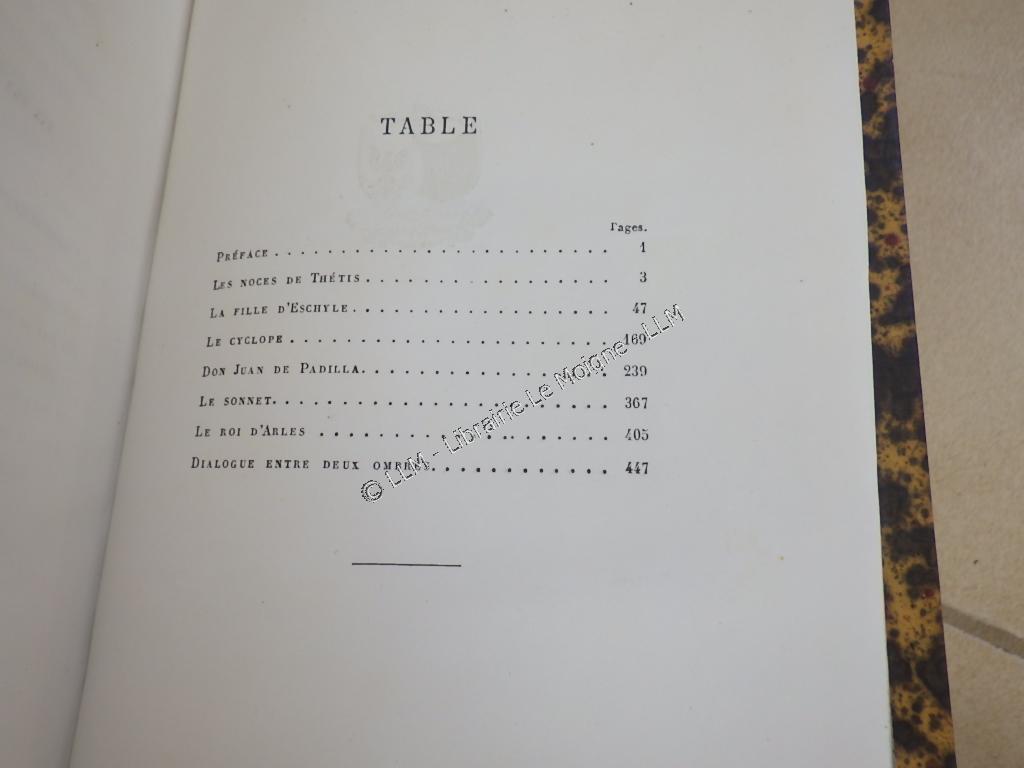 TABLE
Pages.
PRÉFACE . . . . . . . . . . . . . . . . . . . . . . . . 1
LES NOCES DE THÉTIS . . . . . . . . . . . . . . . . 3
LA FILLE D'ESCHYLE . . . . . . . . . . . . . . . . . . 47
LE CYCLOPE . . . . . . . . . . . . . . . . . . . . . . . 169
DON JUAN DE PADILLA . . . . . . . . . . . . . . . . . 239
LE SONNET . . . . . . . . . . . . . . . . . . . . . . . . 367
LE ROI D'ARLES . . . . . . . . . . . . . . . . . . . . 405
DIALOGUE ENTRE DEUX OMBRES . . . . . . . . . . . . 447
© LLM - Librairie Le Moigne - LLM